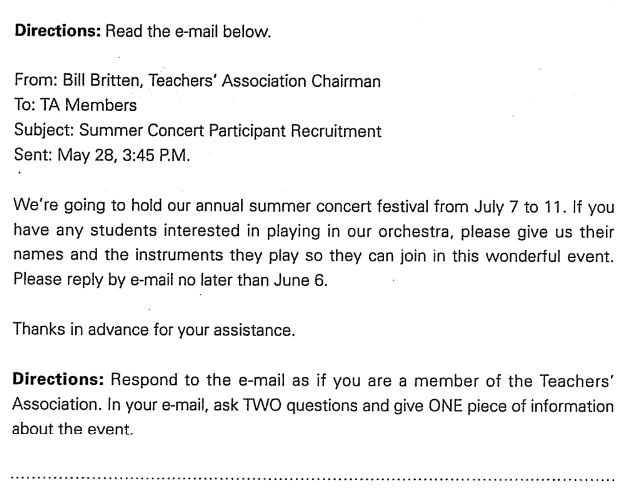 Directions: Read the e-mail below.
From: Bill Britten, Teachers' Association Chairman
To: TA Members
Subject: Summer Concert Participant Recruitment
Sent: May 28, 3:45 P.M.
We're going to hold our annual summer concert festival from July 7 to 11. If you
have any students interested in playing in our orchestra, please give us their
names and the instruments they play so they can join in this wonderful event.
Please reply by e-mail no later than June 6.
Thanks in advance for your assistance.
Directions: Respond to the e-mail as if you are a member of the Teachers'
Association. In your e-mail, ask TWO questions and give ONE piece of information
about the event.